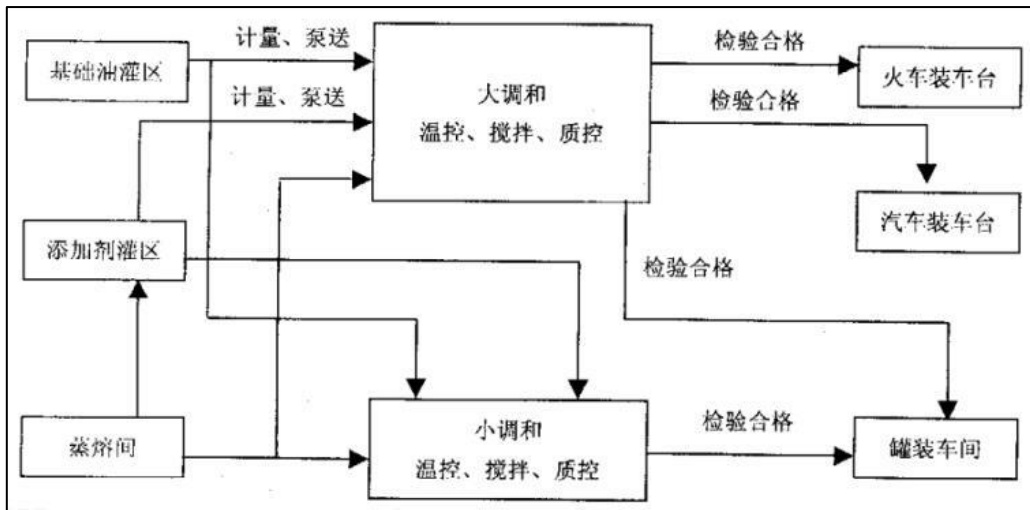 计量、泵送
检验合格
基础油灌区
火车装车台
大调和
计量、泵送
检验合格
温控、搅拌、质控
汽车装车台
添加剂灌区
检验合格
小调和
检验合格
蒸熔间
罐装车间
温控、搅拌、质控